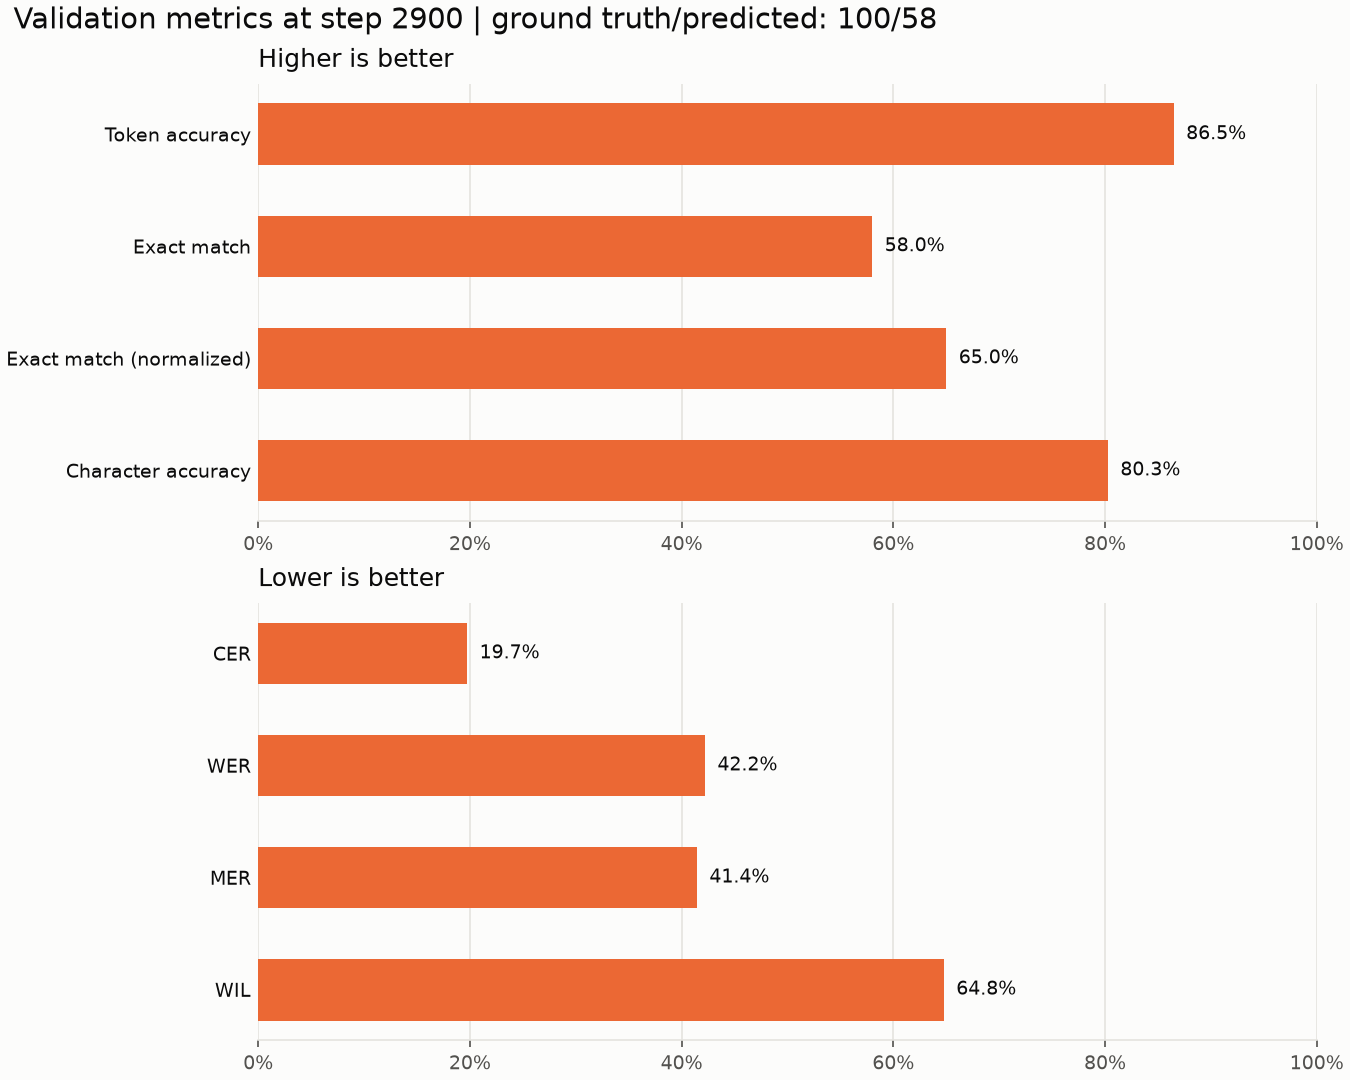 Validation metrics at step 2900 | ground truth/predicted: 100/58
Higher is better
Token accuracy 86.5%
Exact match 58.0%
Exact match (normalized) 65.0%
Character accuracy 80.3%
0% 20% 40% 60% 80% 100%
Lower is better
CER 19.7%
WER 42.2%
MER 41.4%
WIL 64.8%
0% 20% 40% 60% 80% 100%